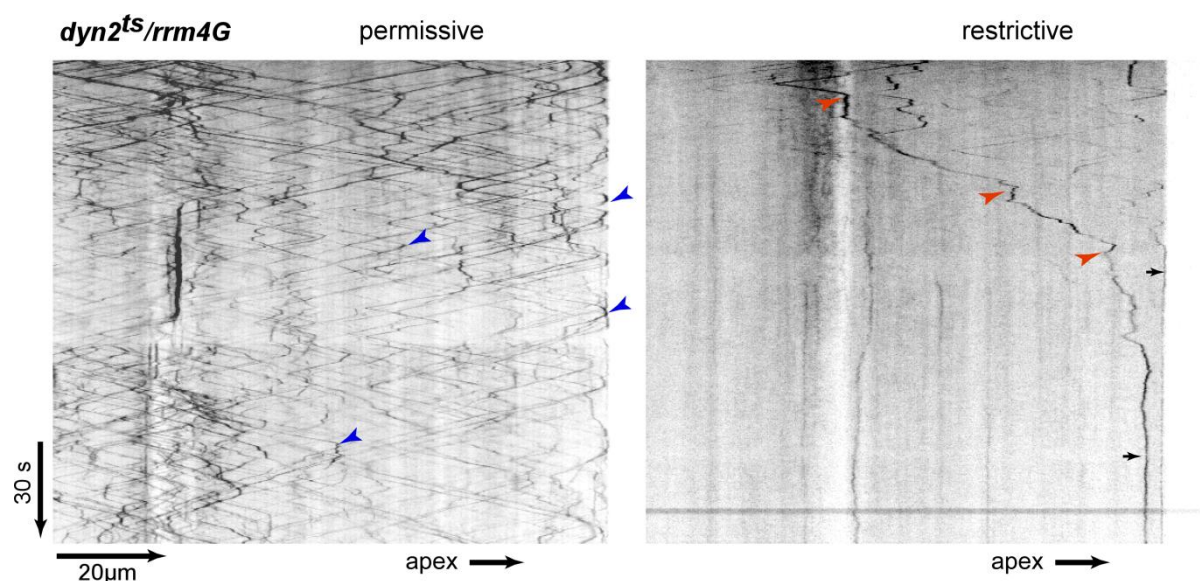 dyn2ts/rrm4G
permissive
restrictive
30 s
20µm
apex
apex